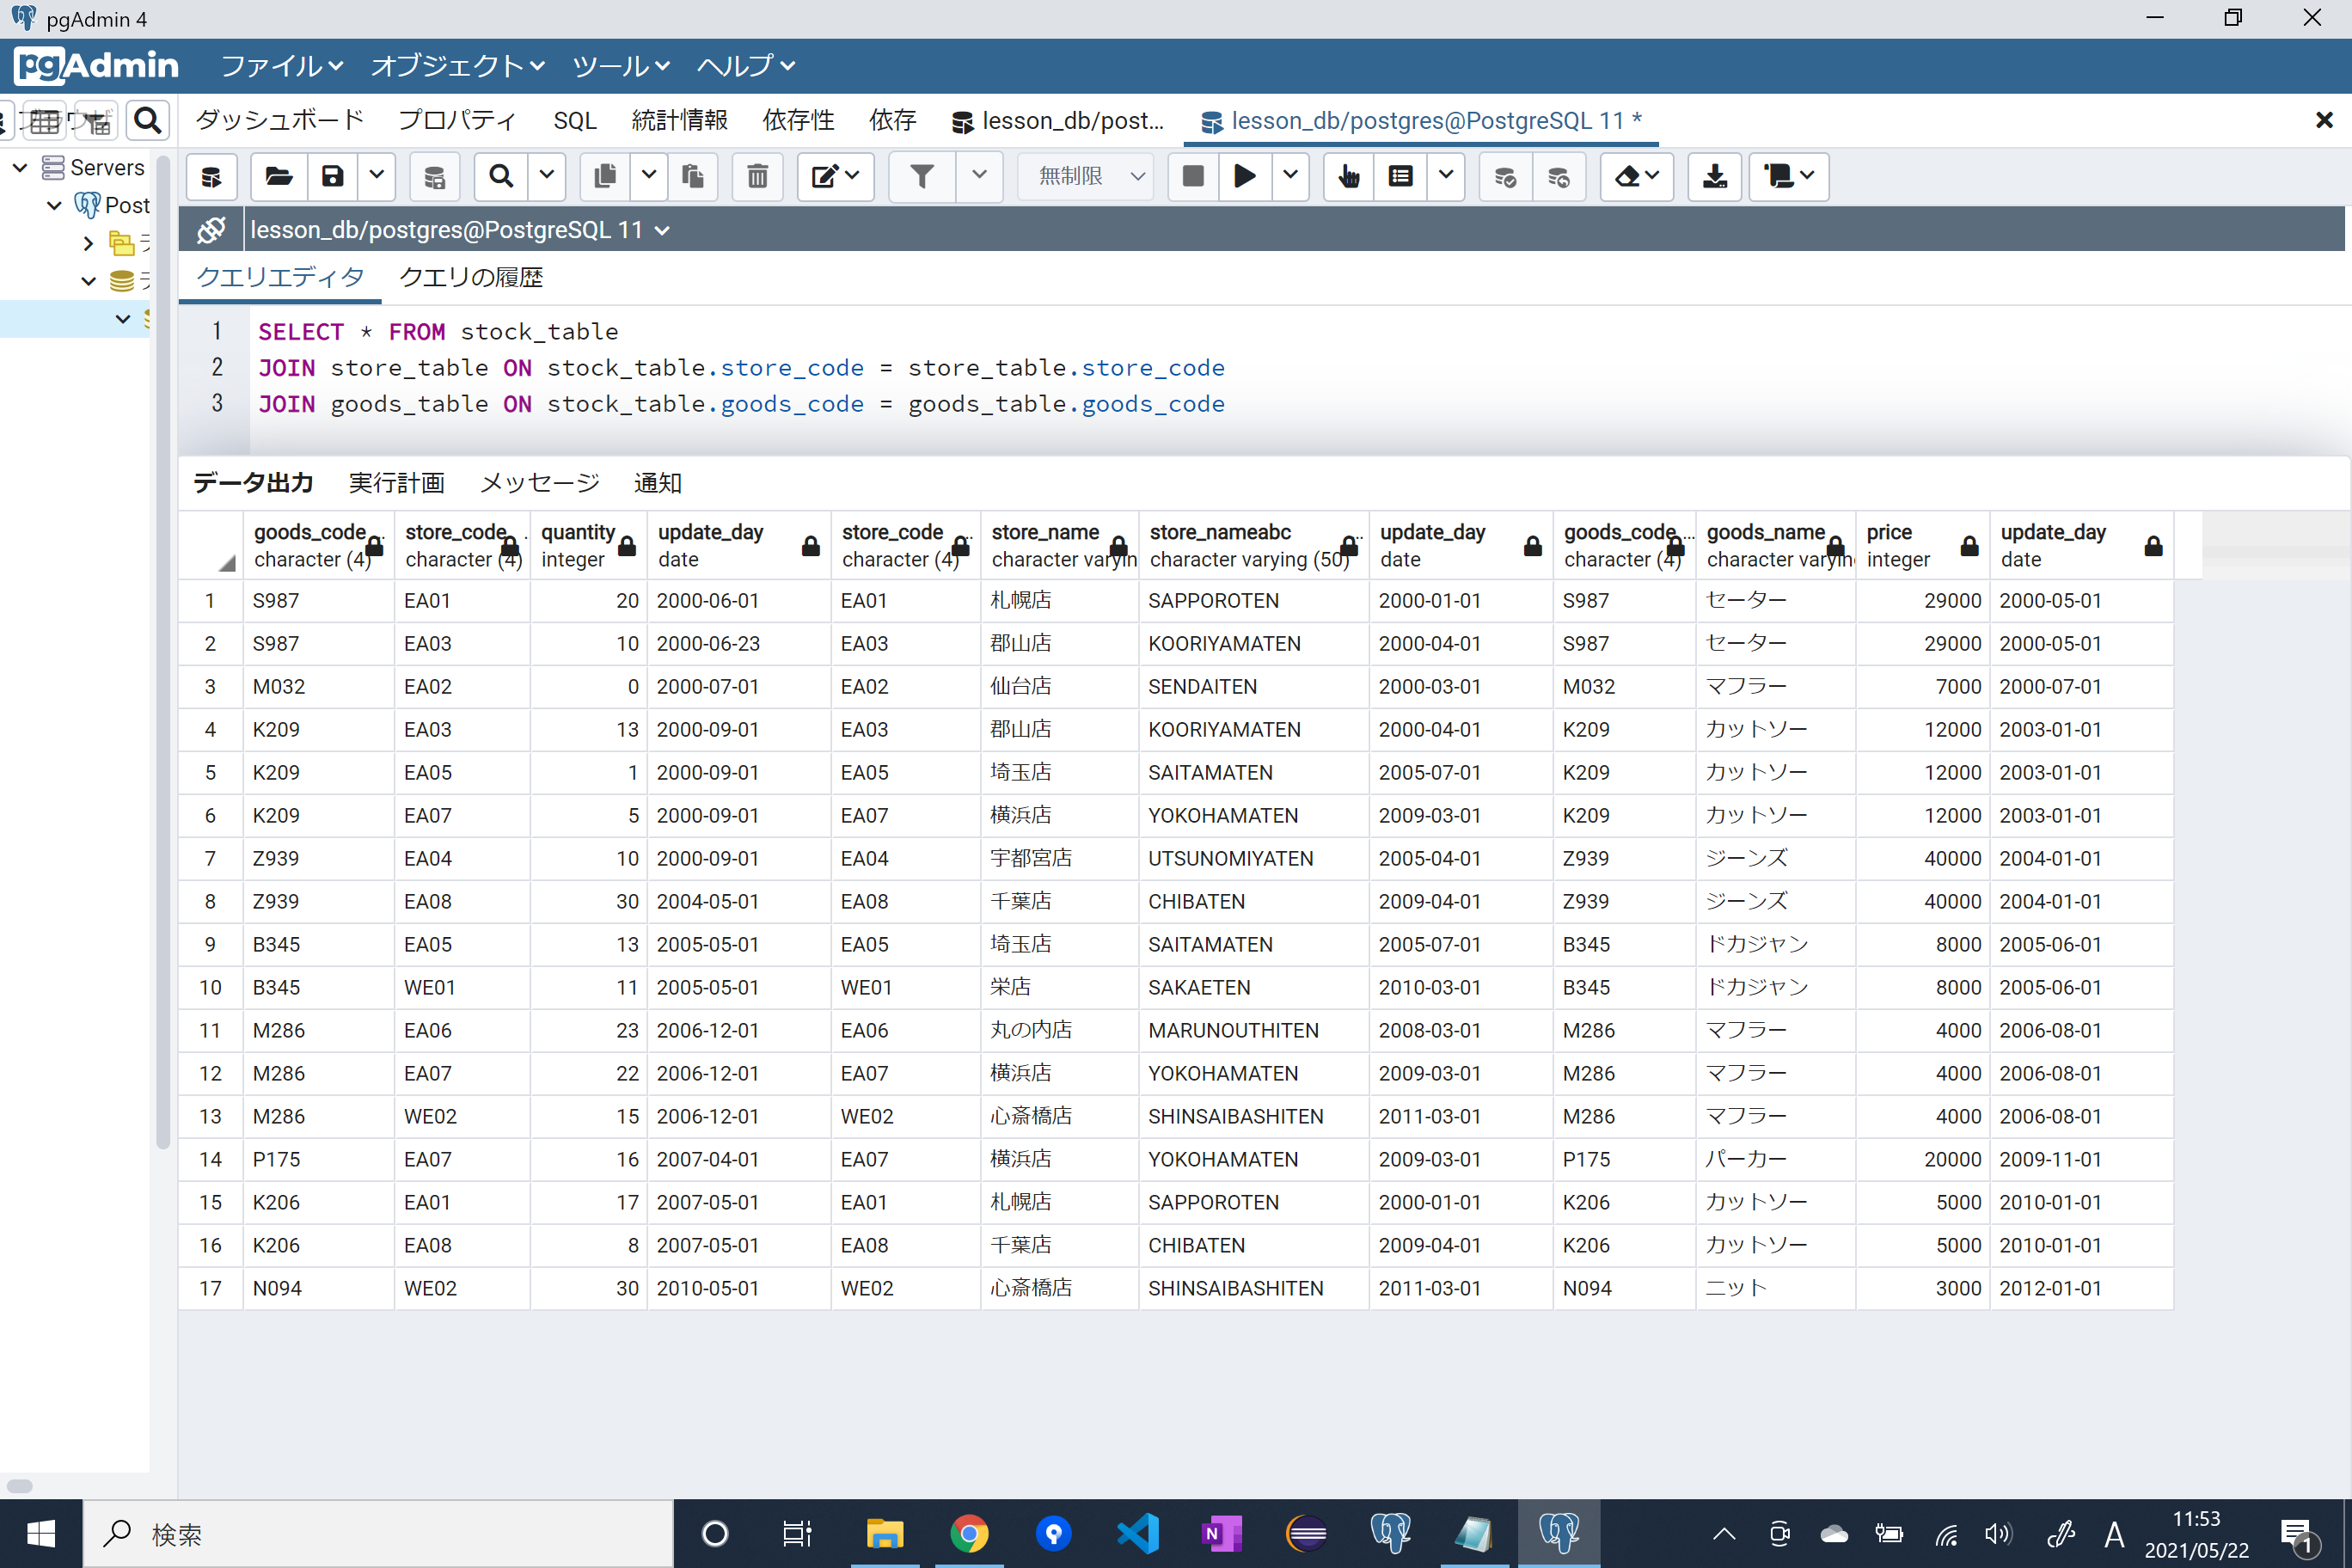 pgAdmin 4
pgAdmin ファイル オブジェクト ツール ヘルプ
ダッシュボード プロパティ SQL 統計情報 依存性 依存 lesson_db/post... lesson_db/postgres@PostgreSQL 11 *
Servers
Post
無制限
lesson_db/postgres@PostgreSQL 11
クエリエディタ クエリの履歴
1 SELECT * FROM stock_table
2 JOIN store_table ON stock_table.store_code = store_table.store_code
3 JOIN goods_table ON stock_table.goods_code = goods_table.goods_code
データ出力 実行計画 メッセージ 通知
goods_code store_code quantity update_day store_code store_name store_nameabc update_day goods_code goods_name price update_day
character (4) character (4) integer date character (4) character varyin character varying (50) date character (4) character varyin integer date
1 S987 EA01 20 2000-06-01 EA01 札幌店 SAPPOROTEN 2000-01-01 S987 セーター 29000 2000-05-01
2 S987 EA03 10 2000-06-23 EA03 郡山店 KOORIYAMATEN 2000-04-01 S987 セーター 29000 2000-05-01
3 M032 EA02 0 2000-07-01 EA02 仙台店 SENDAITEN 2000-03-01 M032 マフラー 7000 2000-07-01
4 K209 EA03 13 2000-09-01 EA03 郡山店 KOORIYAMATEN 2000-04-01 K209 カットソー 12000 2003-01-01
5 K209 EA05 1 2000-09-01 EA05 埼玉店 SAITAMATEN 2005-07-01 K209 カットソー 12000 2003-01-01
6 K209 EA07 5 2000-09-01 EA07 横浜店 YOKOHAMATEN 2009-03-01 K209 カットソー 12000 2003-01-01
7 Z939 EA04 10 2000-09-01 EA04 宇都宮店 UTSUNOMIYATEN 2005-04-01 Z939 ジーンズ 40000 2004-01-01
8 Z939 EA08 30 2004-05-01 EA08 千葉店 CHIBATEN 2009-04-01 Z939 ジーンズ 40000 2004-01-01
9 B345 EA05 13 2005-05-01 EA05 埼玉店 SAITAMATEN 2005-07-01 B345 ドカジャン 8000 2005-06-01
10 B345 WE01 11 2005-05-01 WE01 栄店 SAKAETEN 2010-03-01 B345 ドカジャン 8000 2005-06-01
11 M286 EA06 23 2006-12-01 EA06 丸の内店 MARUNOUTHITEN 2008-03-01 M286 マフラー 4000 2006-08-01
12 M286 EA07 22 2006-12-01 EA07 横浜店 YOKOHAMATEN 2009-03-01 M286 マフラー 4000 2006-08-01
13 M286 WE02 15 2006-12-01 WE02 心斎橋店 SHINSAIBASHITEN 2011-03-01 M286 マフラー 4000 2006-08-01
14 P175 EA07 16 2007-04-01 EA07 横浜店 YOKOHAMATEN 2009-03-01 P175 パーカー 20000 2009-11-01
15 K206 EA01 17 2007-05-01 EA01 札幌店 SAPPOROTEN 2000-01-01 K206 カットソー 5000 2010-01-01
16 K206 EA08 8 2007-05-01 EA08 千葉店 CHIBATEN 2009-04-01 K206 カットソー 5000 2010-01-01
17 N094 WE02 30 2010-05-01 WE02 心斎橋店 SHINSAIBASHITEN 2011-03-01 N094 ニット 3000 2012-01-01
検索 N A 11:53
2021/05/22 1